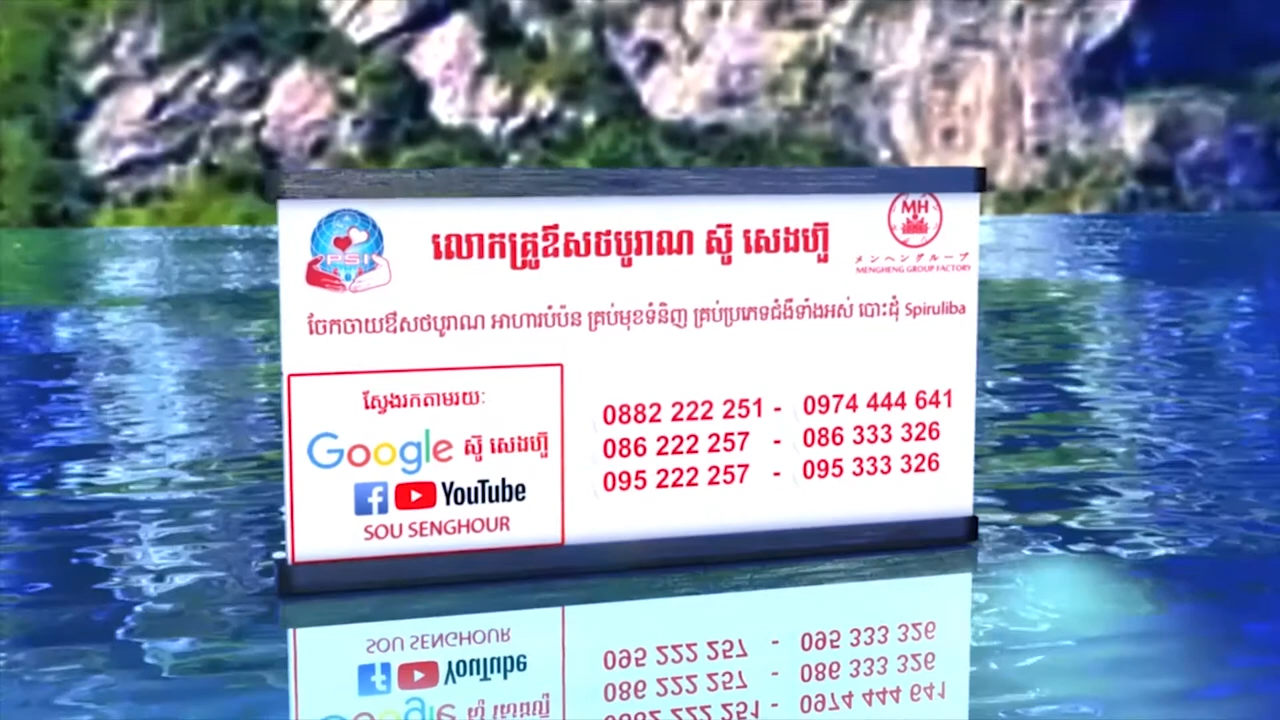 PSI
លោកគ្រូឱសថបូរាណ ស៊ូ សេងហ៊ួ
MH
メンヘングループ
MENGHENG GROUP FACTORY
ចែកចាយឱសថបូរាណ អាហារបំប៉ន គ្រប់មុខទំនិញ គ្រប់ប្រភេទជំងឺទាំងអស់ បោះដុំ Spiruliba
ស្វែងរកតាមរយៈ
Google ស៊ូ សេងហ៊ួ
f YouTube
SOU SENGHOUR
0882 222 251 - 0974 444 641
086 222 257 - 086 333 326
095 222 257 - 095 333 326